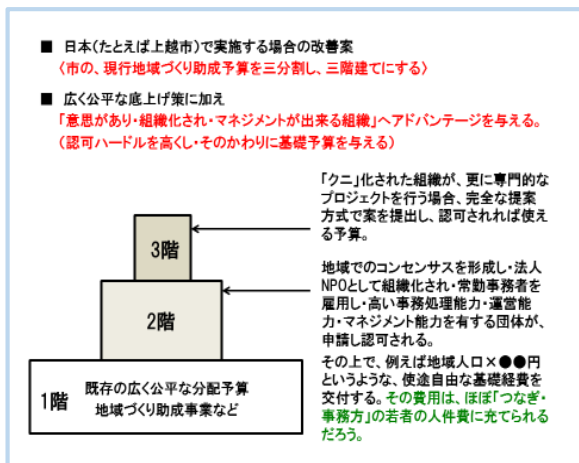 ■ 日本(たとえば上越市)で実施する場合の改善案
〈市の、現行地域づくり助成予算を三分割し、三階建てにする〉
■ 広く公平な底上げ策に加え
「意思があり・組織化され・マネジメントが出来る組織」へアドバンテージを与える。
(認可ハードルを高くし・そのかわりに基礎予算を与える)
「クニ」化された組織が、更に専門的な
プロジェクトを行う場合、完全な提案
方式で案を提出し、認可されれば使え
る予算。
3階
地域でのコンセンサスを形成し・法人
NPOとして組織化され・常勤事務者を
雇用し・高い事務処理能力・運営能
力・マネジメント能力を有する団体が、
申請し認可される。
2階
その上で、例えば地域人口×●●円
というような、使途自由な基礎経費を
交付する。その費用は、ほぼ「つなぎ・
事務方」の若者の人件費に充てられる
だろう。
1階
既存の広く公平な分配予算
地域づくり助成事業など